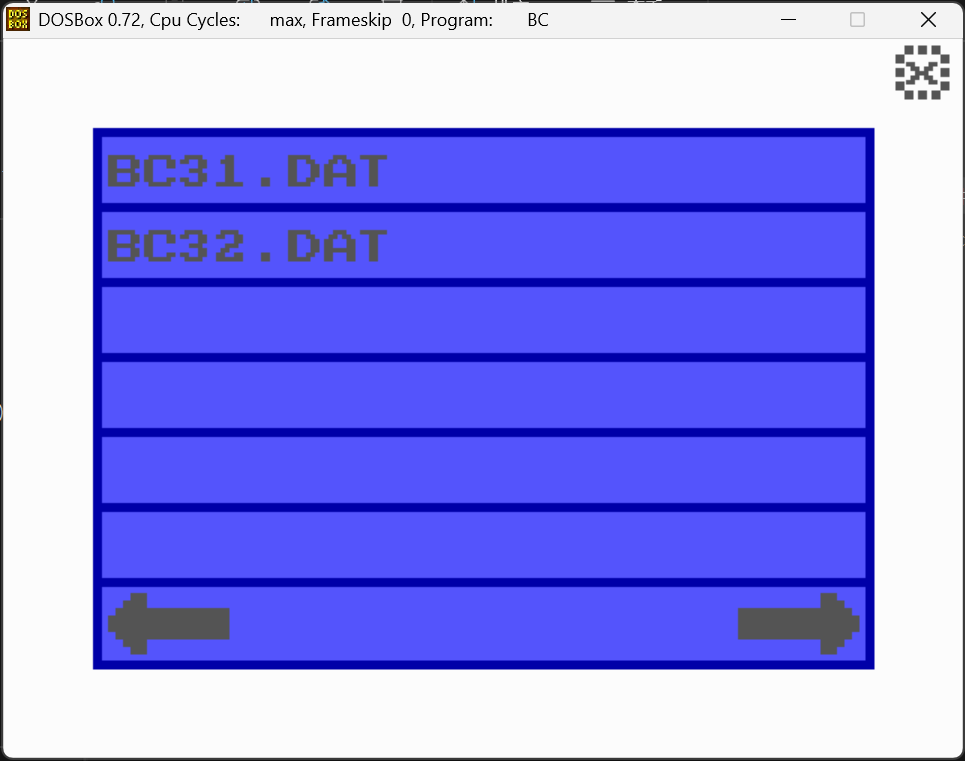 DOSBox 0.72, Cpu Cycles: max, Frameskip 0, Program: BC
BC31.DAT
BC32.DAT